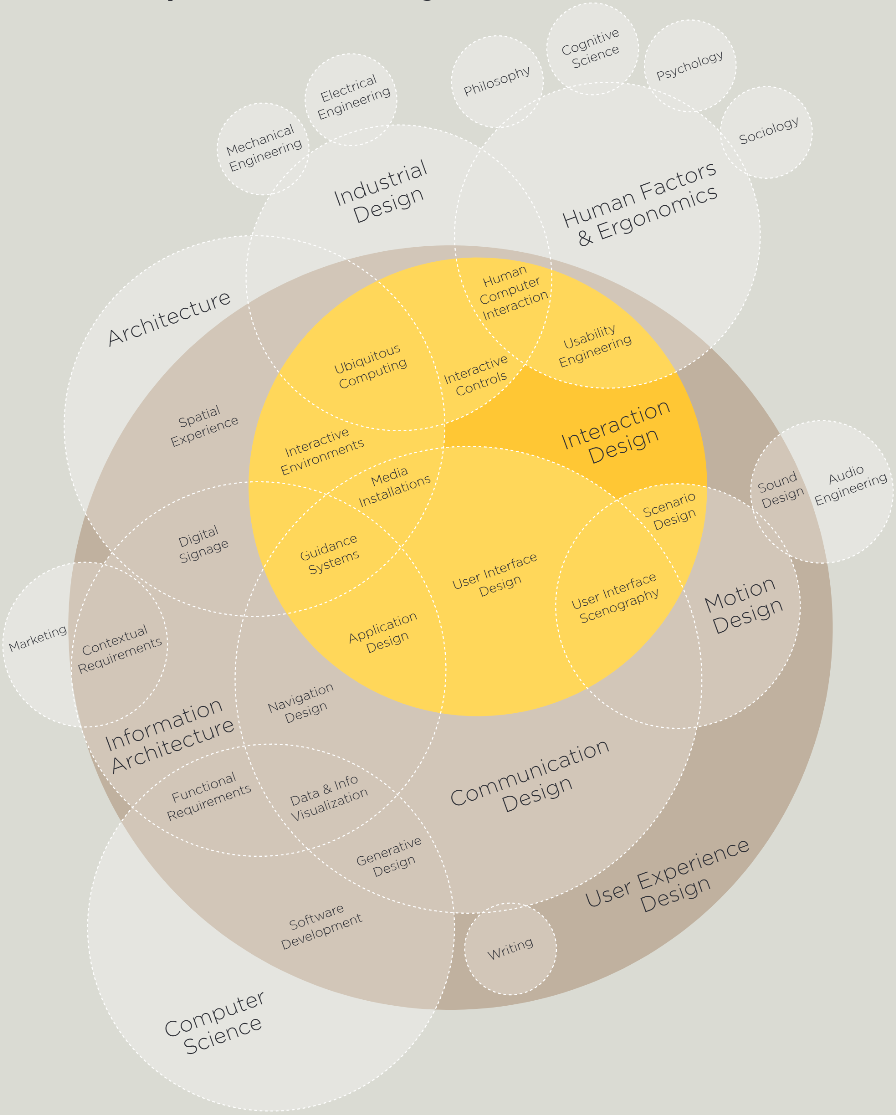 Cognitive
Science
Philosophy
Psychology
Electrical
Engineering
Sociology
Mechanical
Engineering
Industrial
Design
Human Factors
& Ergonomics
Architecture
Human
Computer
Interaction
Usability
Engineering
Ubiquitous
Computing
Interactive
Controls
Spatial
Experience
Interactive
Environments
Interaction
Design
Media
Installations
Sound
Design
Audio
Engineering
Scenario
Design
Digital
Signage
Guidance
Systems
User Interface
Design
User Interface
Scenography
Motion
Design
Marketing
Contextual
Requirements
Application
Design
Navigation
Design
Information
Architecture
Functional
Requirements
Data & Info
Visualization
Communication
Design
Generative
Design
User Experience
Design
Software
Development
Writing
Computer
Science